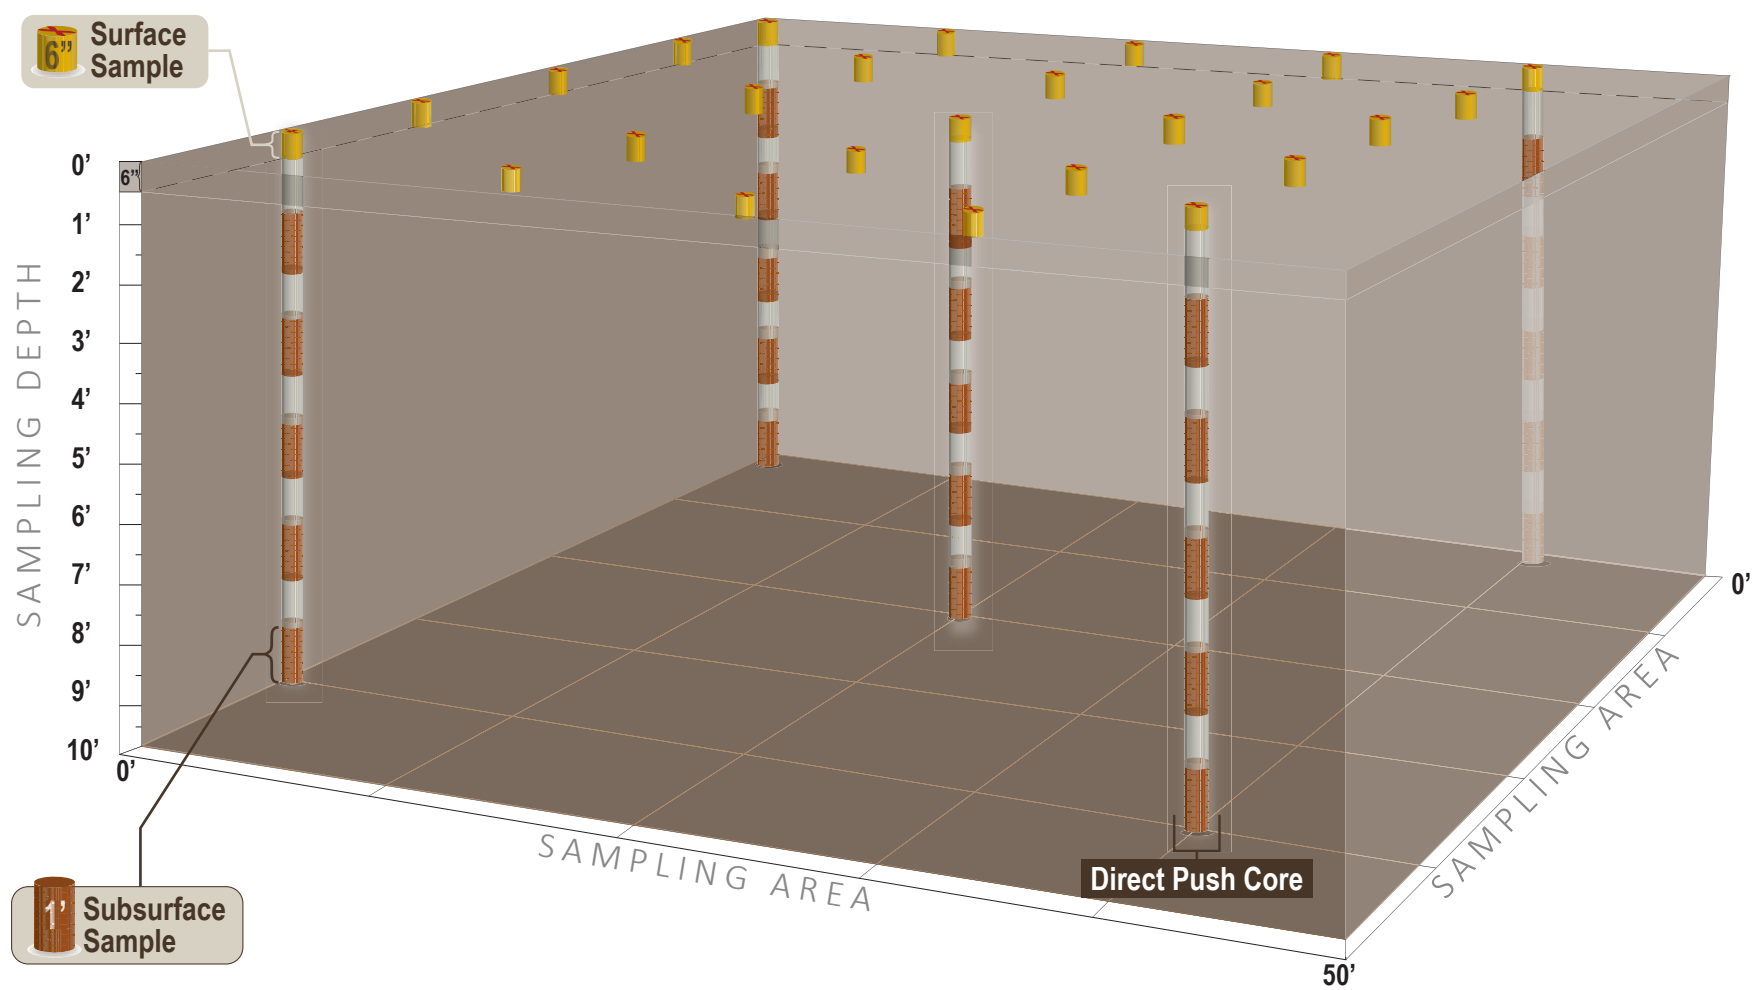 6”
Surface
Sample
0’
6”
1’
2’
3’
4’
5’
6’
7’
8’
9’
10’
SAMPLING DEPTH
0’
SAMPLING AREA
50’
SAMPLING AREA
0’
Direct Push Core
1’
Subsurface
Sample